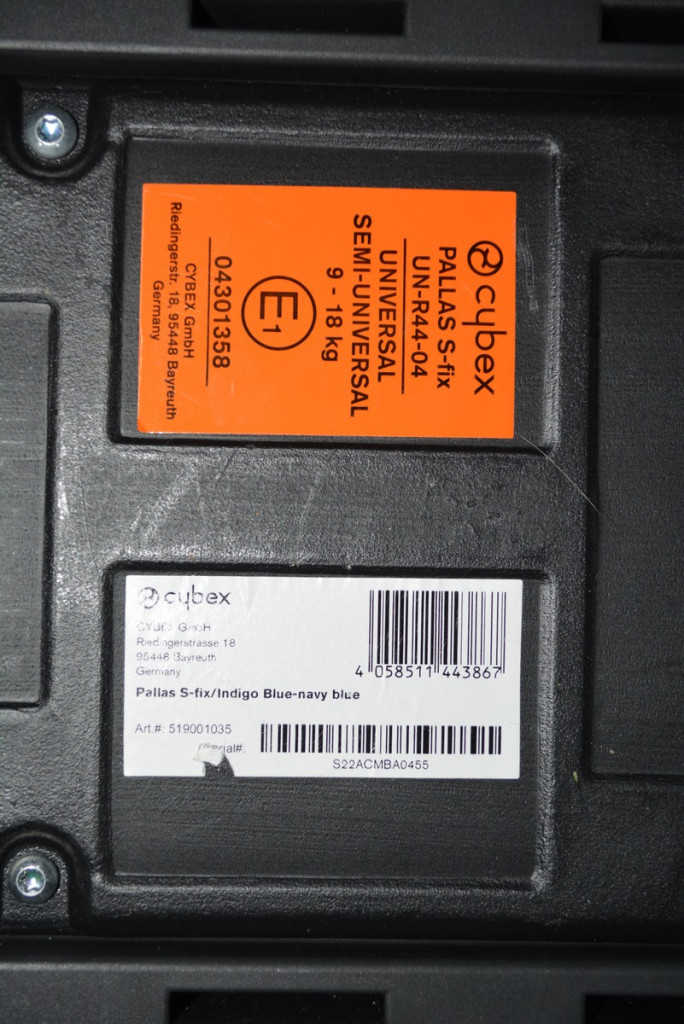 cybex
PALLAS S-fix
UN-R44-04
UNIVERSAL
SEMI-UNIVERSAL
9 - 18 kg
E1
04301358
CYBEX GmbH
Riedingerstr. 18, 95448 Bayreuth
Germany
cybex
CYBEX GmbH
Riedingerstrasse 18
95448 Bayreuth
Germany
4 058511 443867
Pallas S-fix/Indigo Blue-navy blue
Art.#: 519001035
Serial#:
S22ACMBA0455